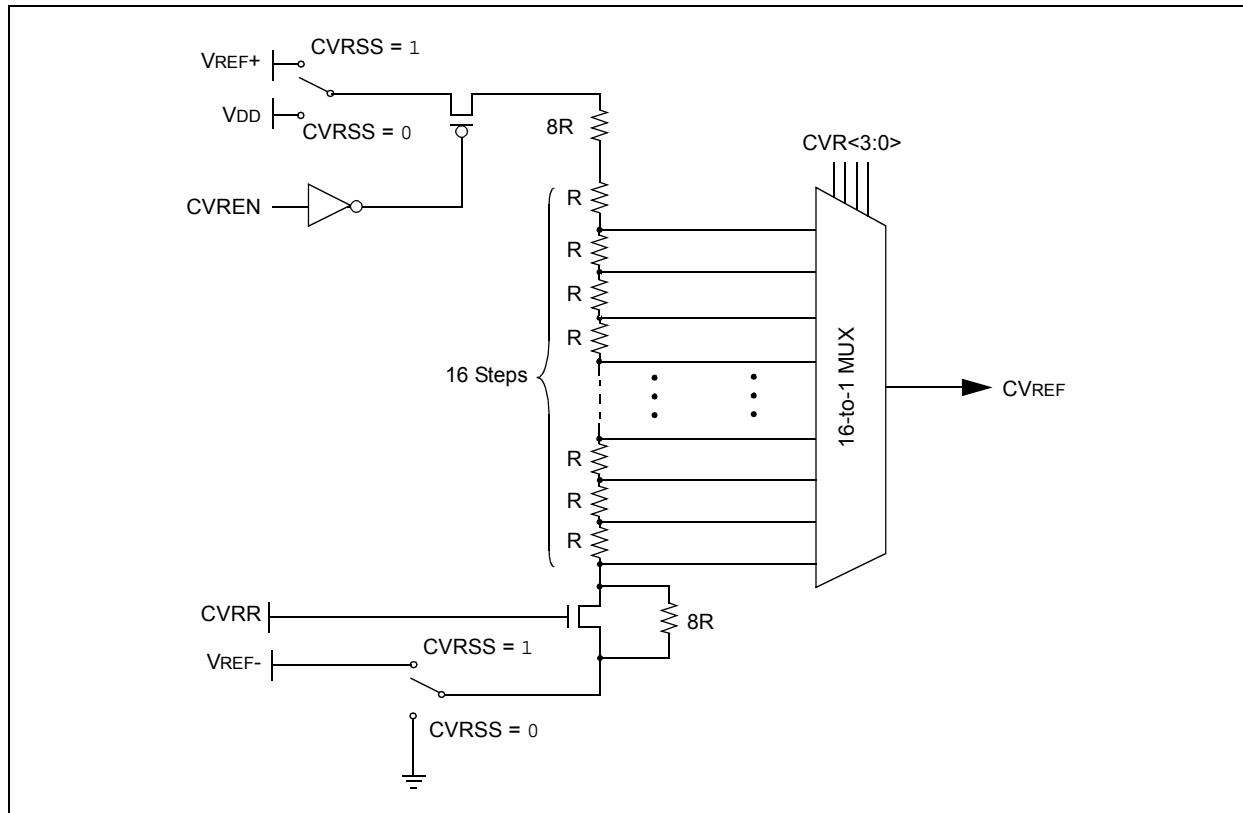 CVRSS = 1
VREF+
VDD
CVRSS = 0
8R
CVR<3:0>
CVREN
R
R
R
R
16 Steps
16-to-1 MUX
CVREF
R
R
R
CVRR
8R
CVRSS = 1
VREF-
CVRSS = 0